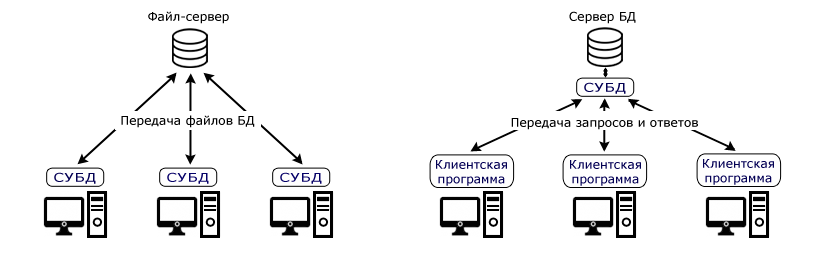 Файл-сервер
Передача файлов БД
СУБД
СУБД
СУБД
Сервер БД
СУБД
Передача запросов и ответов
Клиентская
программа
Клиентская
программа
Клиентская
программа